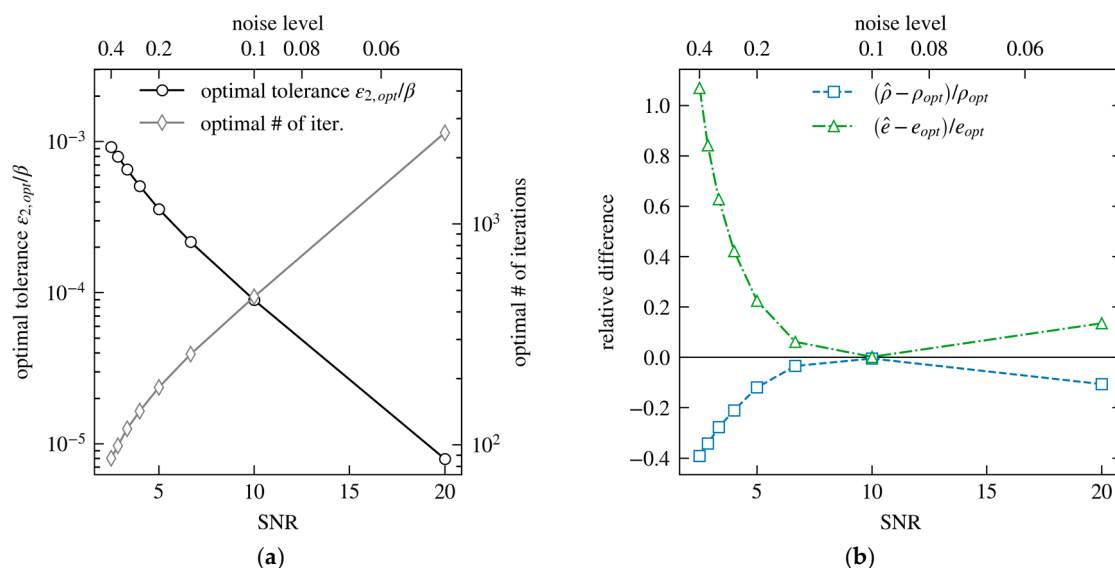 noise level
0.4 0.2 0.1 0.08 0.06
optimal tolerance ε2,opt/β
optimal # of iter.
10−3
10−4
10−5
optimal tolerance ε2,opt/β
103
102
optimal # of iterations
5 10 15 20
SNR
(a)
noise level
0.4 0.2 0.1 0.08 0.06
(ρ̂ − ρopt)/ρopt
(ê − eopt)/eopt
1.0
0.8
0.6
0.4
0.2
0.0
−0.2
−0.4
relative difference
5 10 15 20
SNR
(b)